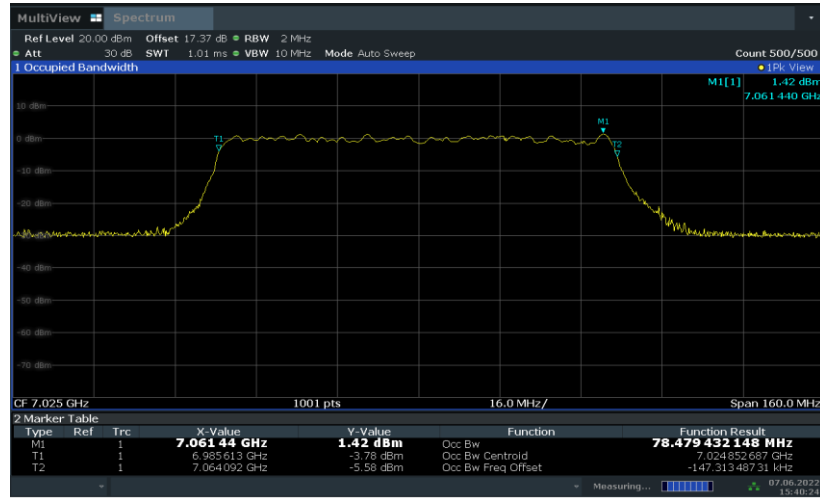 MultiView Spectrum
Ref Level 20.00 dBm Offset 17.37 dB RBW 2 MHz
Att 30 dB SWT 1.01 ms VBW 10 MHz Mode Auto Sweep Count 500/500
1 Occupied Bandwidth 1Pk View
M1[1] 1.42 dBm
7.061 440 GHz
10 dBm
M1
0 dBm
T1
T2
-10 dBm
-20 dBm
-40 dBm
-50 dBm
-60 dBm
-70 dBm
CF 7.025 GHz 1001 pts 16.0 MHz/ Span 160.0 MHz
2 Marker Table
Type Ref Trc X-Value Y-Value Function Function Result
M1 1 7.061 44 GHz 1.42 dBm Occ Bw 78.479 432 148 MHz
T1 1 6.985 613 GHz -3.78 dBm Occ Bw Centroid 7.024 852 687 GHz
T2 1 7.064 092 GHz -5.58 dBm Occ Bw Freq Offset -147.313 487 31 kHz
Measuring... 07.06.2022
15:40:24